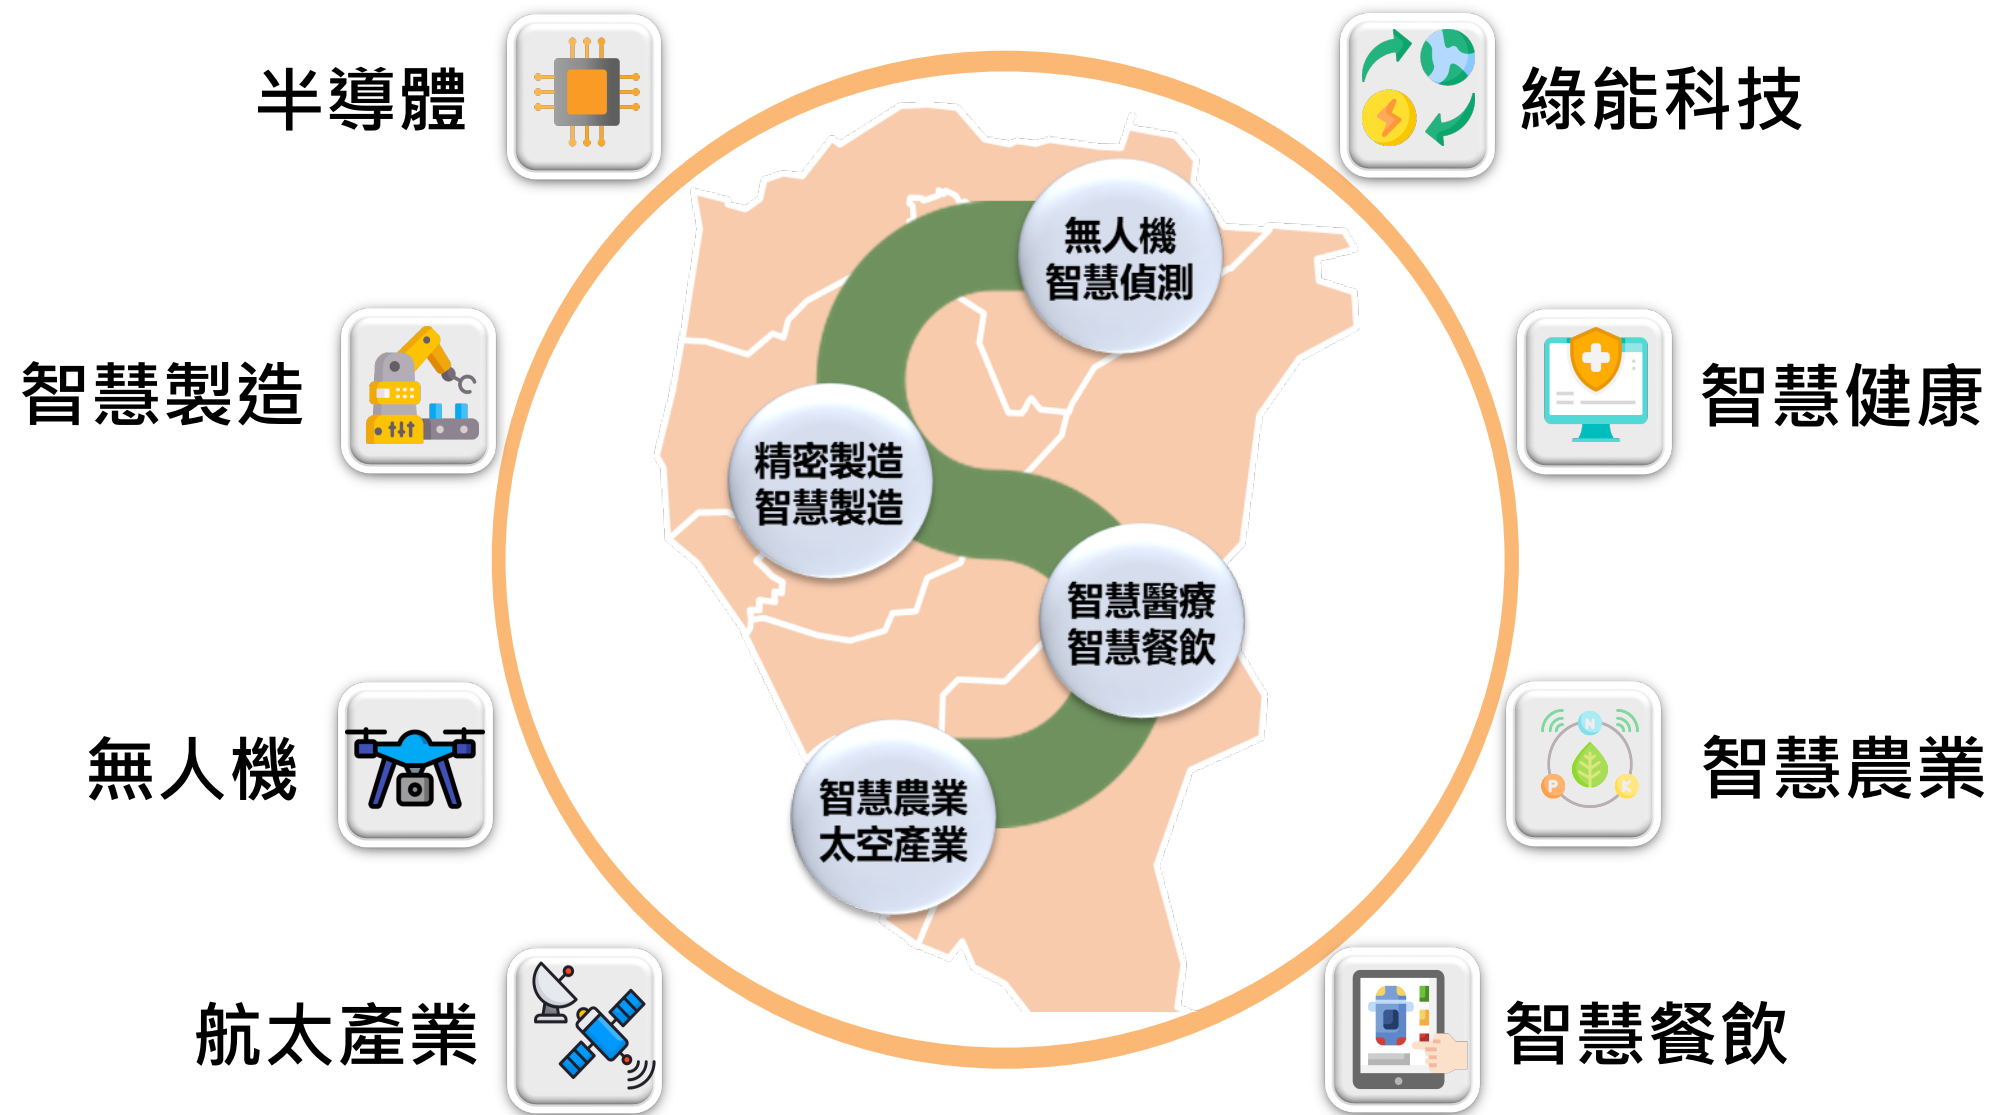 半導體
綠能科技
無人機
智慧偵測
智慧製造
智慧健康
精密製造
智慧製造
智慧醫療
智慧餐飲
無人機
智慧農業
N
P
K
智慧農業
太空產業
航太產業
智慧餐飲